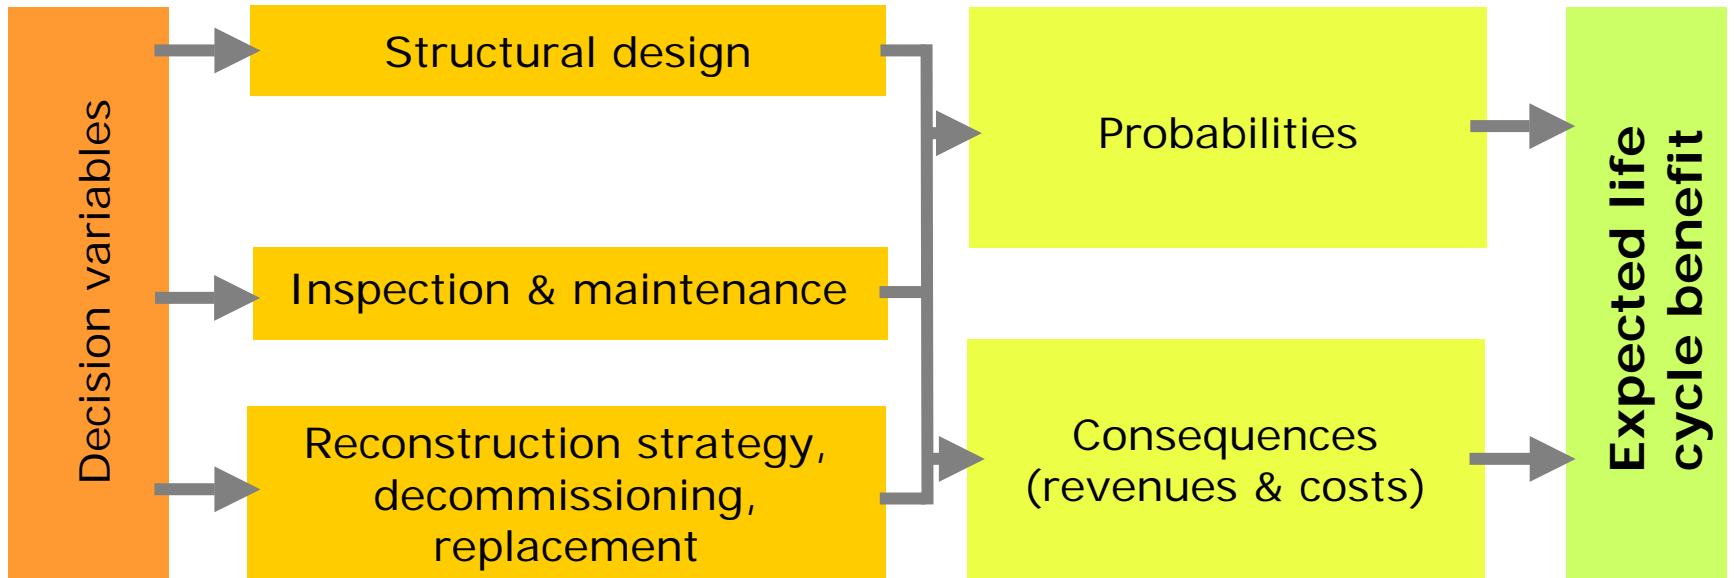 Decision variables
Structural design
Inspection & maintenance
Reconstruction strategy,
decommissioning,
replacement
Probabilities
Consequences
(revenues & costs)
Expected life
cycle benefit